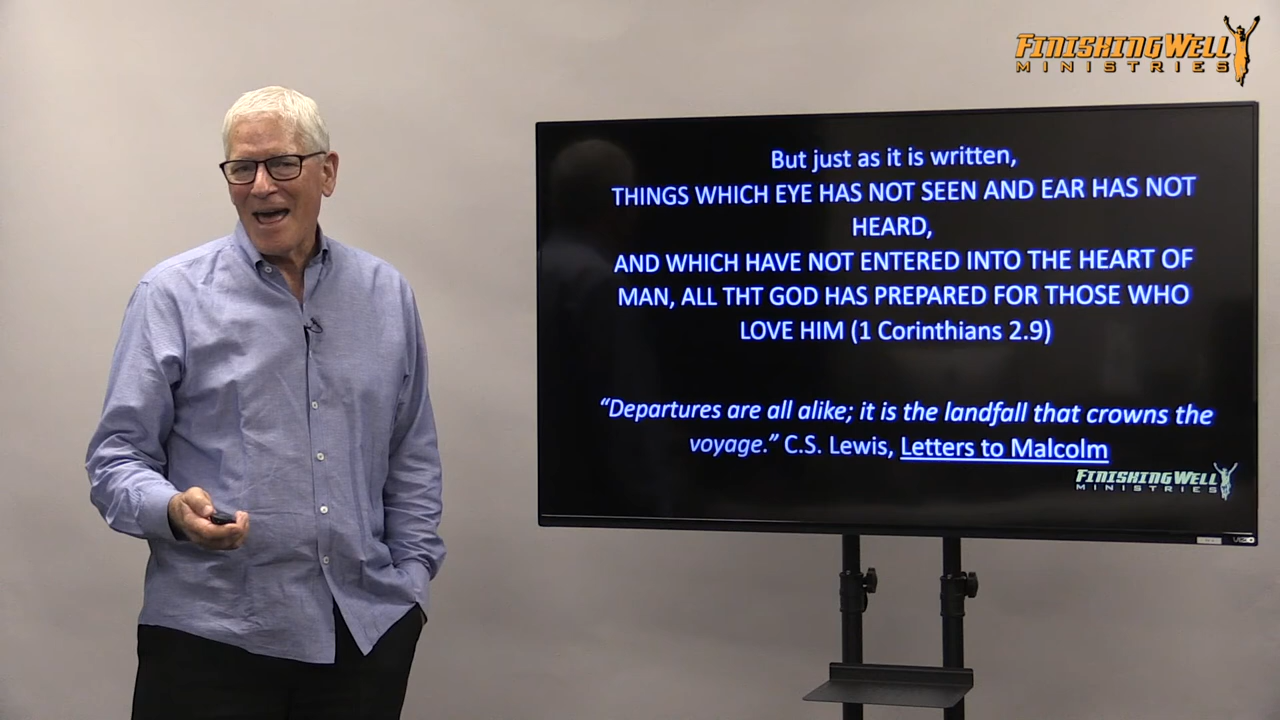 FINISHINGWELL
MINISTRIES
But just as it is written,
THINGS WHICH EYE HAS NOT SEEN AND EAR HAS NOT
HEARD,
AND WHICH HAVE NOT ENTERED INTO THE HEART OF
MAN, ALL THT GOD HAS PREPARED FOR THOSE WHO
LOVE HIM (1 Corinthians 2.9)
“Departures are all alike; it is the landfall that crowns the
voyage.” C.S. Lewis, Letters to Malcolm
FINISHINGWELL
MINISTRIES
VIZIO